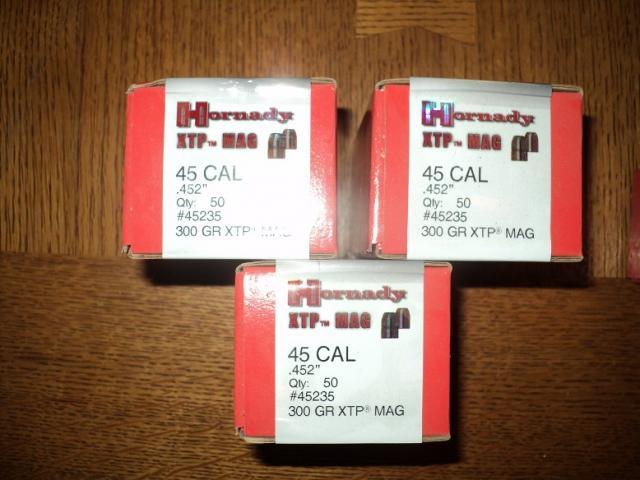 Hornady
XTP™ MAG
45 CAL
.452"
Qty: 50
#45235
300 GR XTP® MAG
Hornady
XTP™ MAG
45 CAL
.452"
Qty: 50
#45235
300 GR XTP® MAG
Hornady
XTP™ MAG
45 CAL
.452"
Qty: 50
#45235
300 GR XTP® MAG